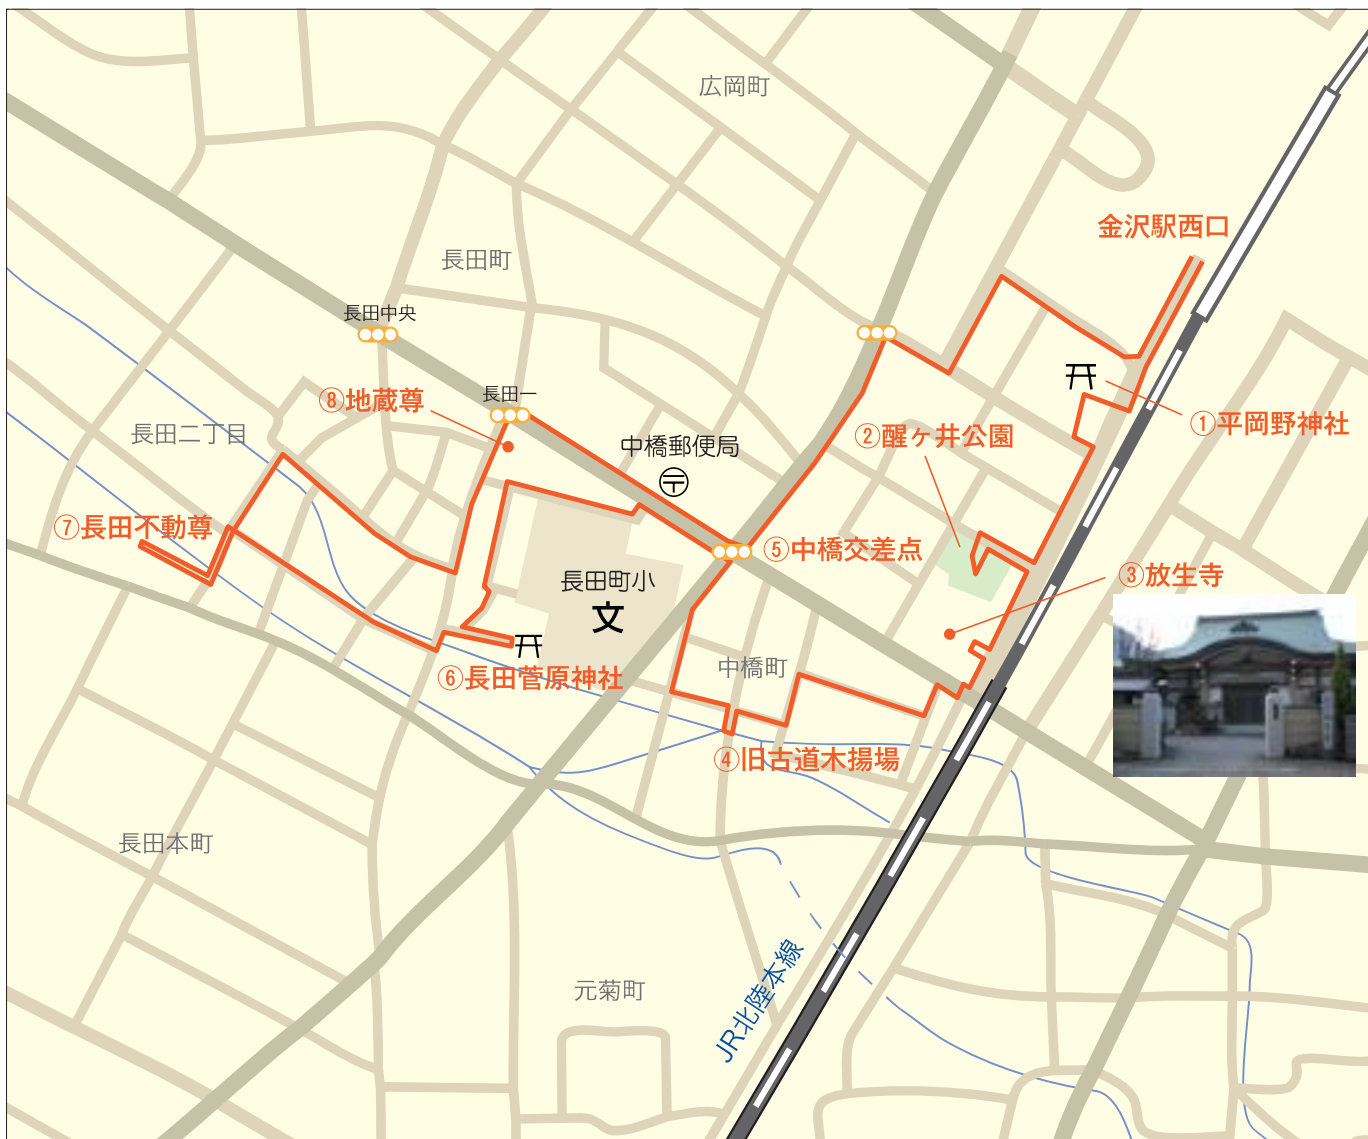 広岡町
金沢駅西口
長田町
長田中央
長田一
⑧地蔵尊
①平岡野神社
長田二丁目
中橋郵便局
②醒ヶ井公園
⑦長田不動尊
⑤中橋交差点
③放生寺
長田町小
文
中橋町
⑥長田菅原神社
④旧古道木揚場
長田本町
JR北陸本線
元菊町